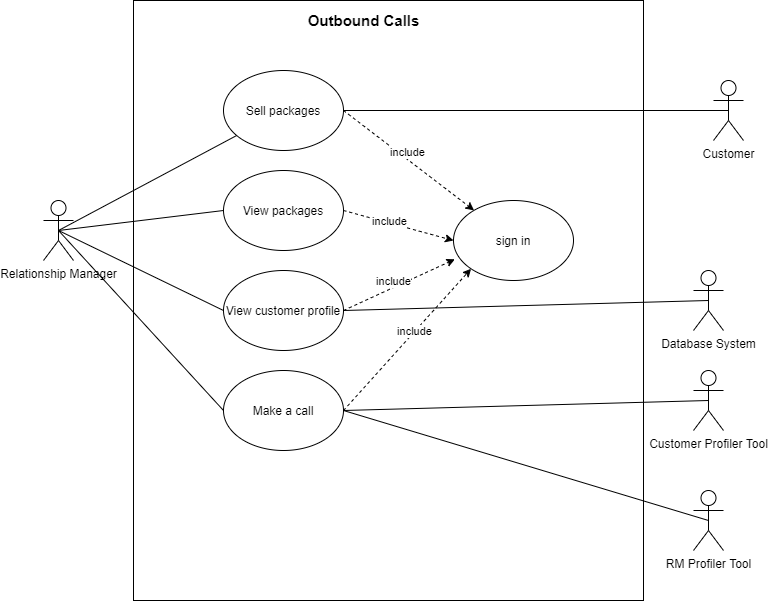 Outbound Calls
Sell packages
include
Customer
View packages
include
sign in
Relationship Manager
include
View customer profile
include
Database System
Make a call
Customer Profiler Tool
RM Profiler Tool